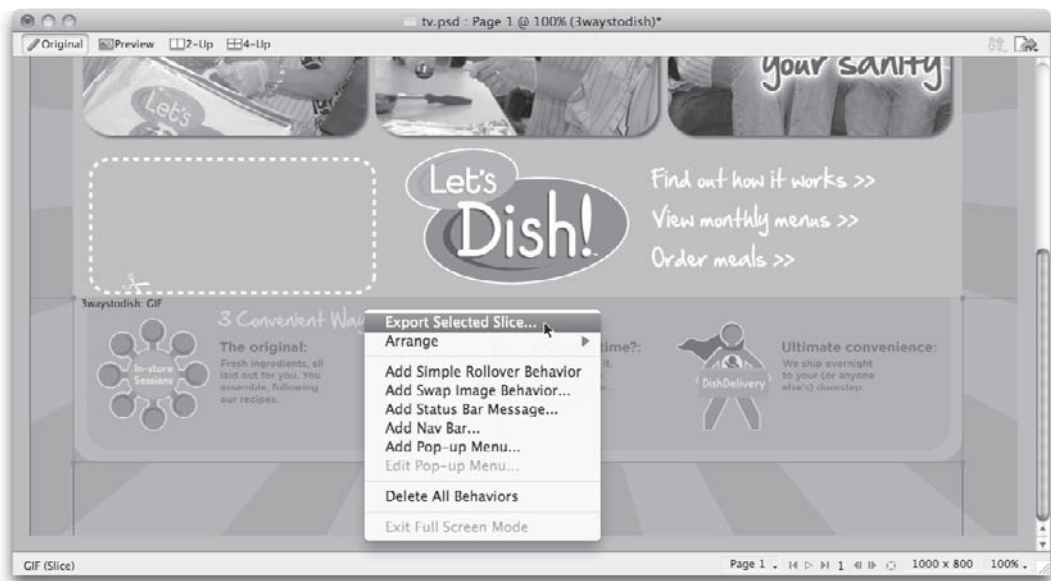 tv.psd : Page 1 @ 100% (3waystodish)*
Original Preview 2-Up 4-Up
Let's
your sanity
Let's
Dish!
Find out how it works >>
View monthly menus >>
Order meals >>
3waystodish: GIF
3 Convenient Way
In-store
Sessions
The original:
Fresh ingredients, all
laid out for you. You
assemble, following
our recipes.
Export Selected Slice...
Arrange
Add Simple Rollover Behavior
Add Swap Image Behavior...
Add Status Bar Message...
Add Nav Bar...
Add Pop-up Menu...
Edit Pop-up Menu...
Delete All Behaviors
Exit Full Screen Mode
time?:
it,
DishDelivery
Ultimate convenience:
We ship overnight
to your (or anyone
else's) doorstep.
GIF (Slice)
Page 1 1 1000 x 800 100%